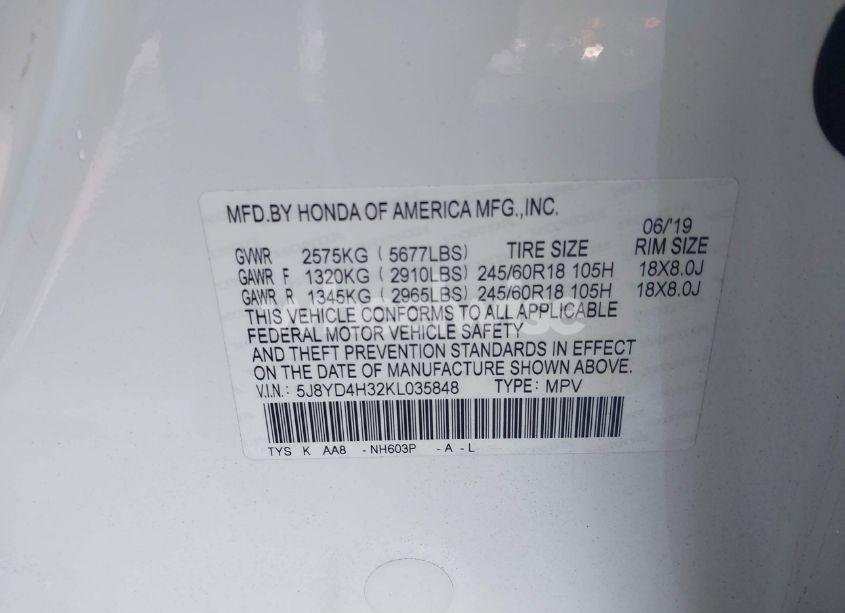 MFD.BY HONDA OF AMERICA MFG.,INC.
06/'19
GVWR 2575KG ( 5677LBS) TIRE SIZE RIM SIZE
GAWR F 1320KG ( 2910LBS) 245/60R18 105H 18X8.0J
GAWR R 1345KG ( 2965LBS) 245/60R18 105H 18X8.0J
THIS VEHICLE CONFORMS TO ALL APPLICABLE
FEDERAL MOTOR VEHICLE SAFETY
AND THEFT PREVENTION STANDARDS IN EFFECT
ON THE DATE OF MANUFACTURE SHOWN ABOVE.
V.I.N.: 5J8YD4H32KL035848 TYPE: MPV
TYS K AA8 -NH603P -A -L